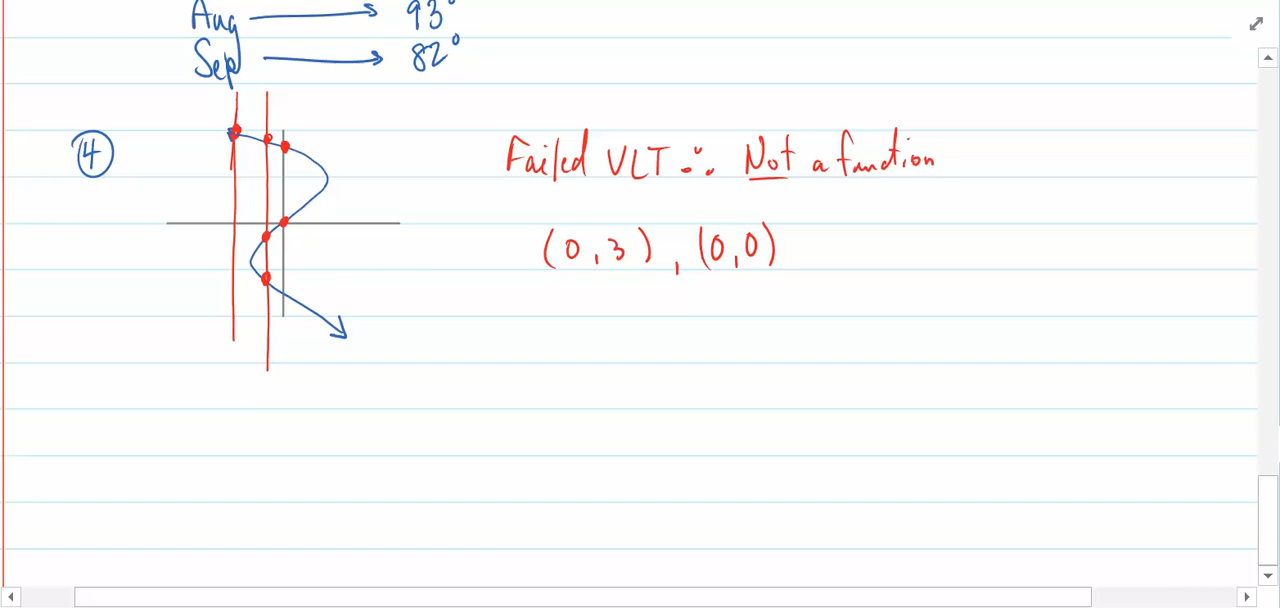 Aug → 93°
Sep → 82°
④ Failed VLT ∴ Not a function
(0,3), (0,0)